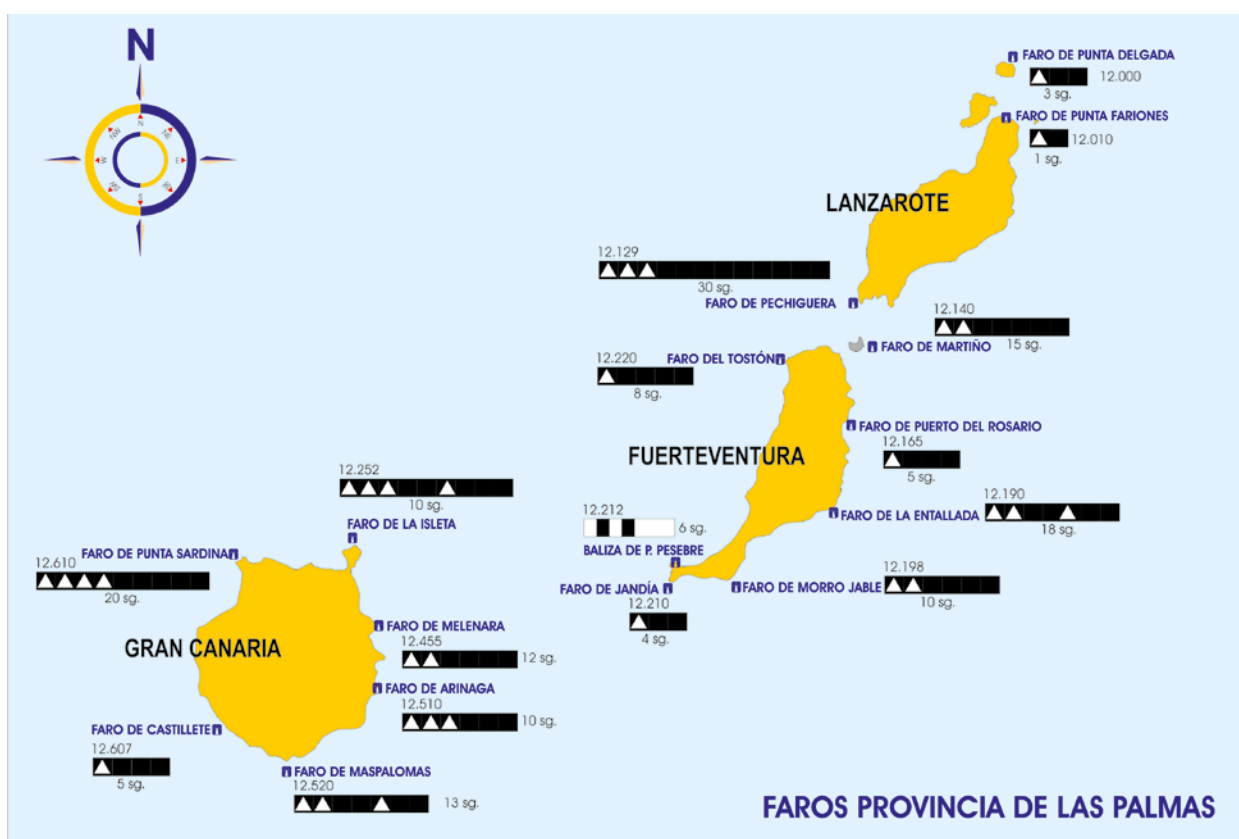 N
N
NE
E
SE
S
SW
W
NW
FARO DE PUNTA DELGADA
12.000
3 sg.
FARO DE PUNTA FARIONES
12.010
1 sg.
LANZAROTE
12.129
30 sg.
FARO DE PECHIGUERA
12.140
15 sg.
FARO DE MARTIÑO
FARO DEL TOSTÓN
12.220
8 sg.
FARO DE PUERTO DEL ROSARIO
12.165
5 sg.
FUERTEVENTURA
12.190
FARO DE LA ENTALLADA
18 sg.
12.212
6 sg.
BALIZA DE P. PESEBRE
FARO DE JANDÍA
12.210
4 sg.
12.198
FARO DE MORRO JABLE
10 sg.
12.252
10 sg.
FARO DE LA ISLETA
FARO DE PUNTA SARDINA
12.610
20 sg.
GRAN CANARIA
FARO DE MELENARA
12.455
12 sg.
FARO DE ARINAGA
12.510
10 sg.
FARO DE CASTILLETE
12.607
5 sg.
FARO DE MASPALOMAS
12.520
13 sg.
FAROS PROVINCIA DE LAS PALMAS